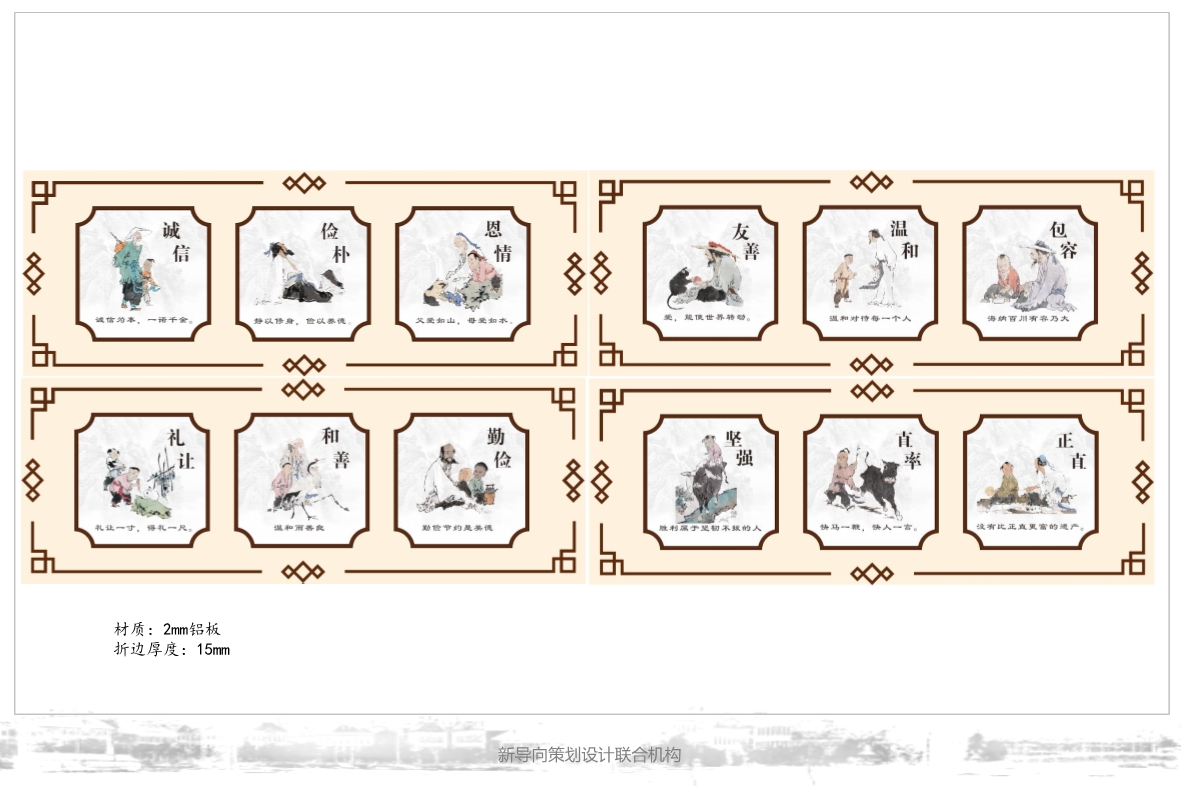 诚信
诚信为本，一诺千金。
俭朴
静以修身，俭以养德。
恩情
父爱如山，母爱如水。
友善
爱，能使世界转动。
温和
温和对待每一个人
包容
海纳百川有容乃大
礼让
礼让一寸，得礼一尺。
和善
温和而善良
勤俭
勤俭节约是美德
坚强
胜利属于坚韧不拔的人
直率
快马一鞭，快人一言。
正直
没有比正直更富的遗产。
材质：2mm铝板
折边厚度：15mm
新导向策划设计联合机构